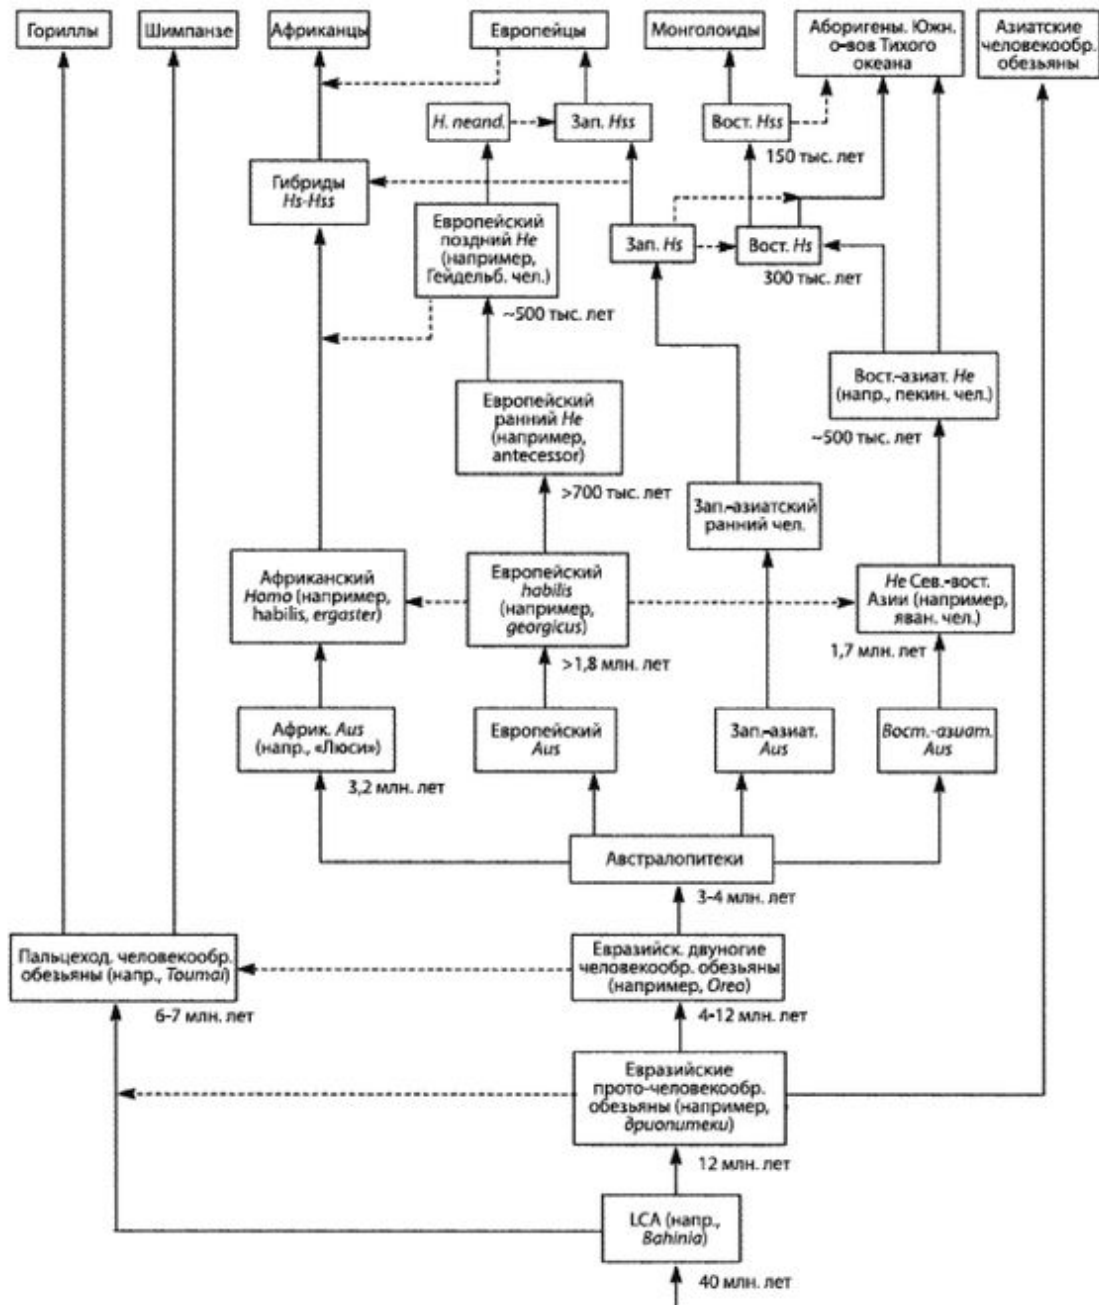 Гориллы
Шимпанзе
Африканцы
Европейцы
Монголоиды
Аборигены. Южн.
о-вов Тихого
океана
Азиатские
человекообр.
обезьяны
H. neand.
Зап. Hss
Вост. Hss
150 тыс. лет
Гибриды
Hs-Hss
Европейский
поздний He
(например,
Гейдельб. чел.)
Зап. Hs
Вост. Hs
300 тыс. лет
~500 тыс. лет
Европейский
ранний He
(например,
antecessor)
Вост.-азиат. He
(напр., пекин. чел.)
~500 тыс. лет
>700 тыс. лет
Зап.-азиатский
ранний чел.
Африканский
Homo (например,
habilis, ergaster)
Европейский
habilis
(например,
georgicus)
He Сев.-вост.
Азии (например,
яван. чел.)
>1,8 млн. лет
1,7 млн. лет
Африк. Aus
(напр., «Люси»)
Европейский
Aus
Зап.-азиат.
Aus
Вост.-азиат.
Aus
3,2 млн. лет
Австралопитеки
3-4 млн. лет
Пальцеход. человекообр.
обезьяны (напр., Toumai)
Евразийск. двуногие
человекообр. обезьяны
(например, Oreo)
6-7 млн. лет
4-12 млн. лет
Евразийские
прото-человекообр.
обезьяны (например,
дриопитеки)
12 млн. лет
LCA (напр.,
Bahinia)
40 млн. лет